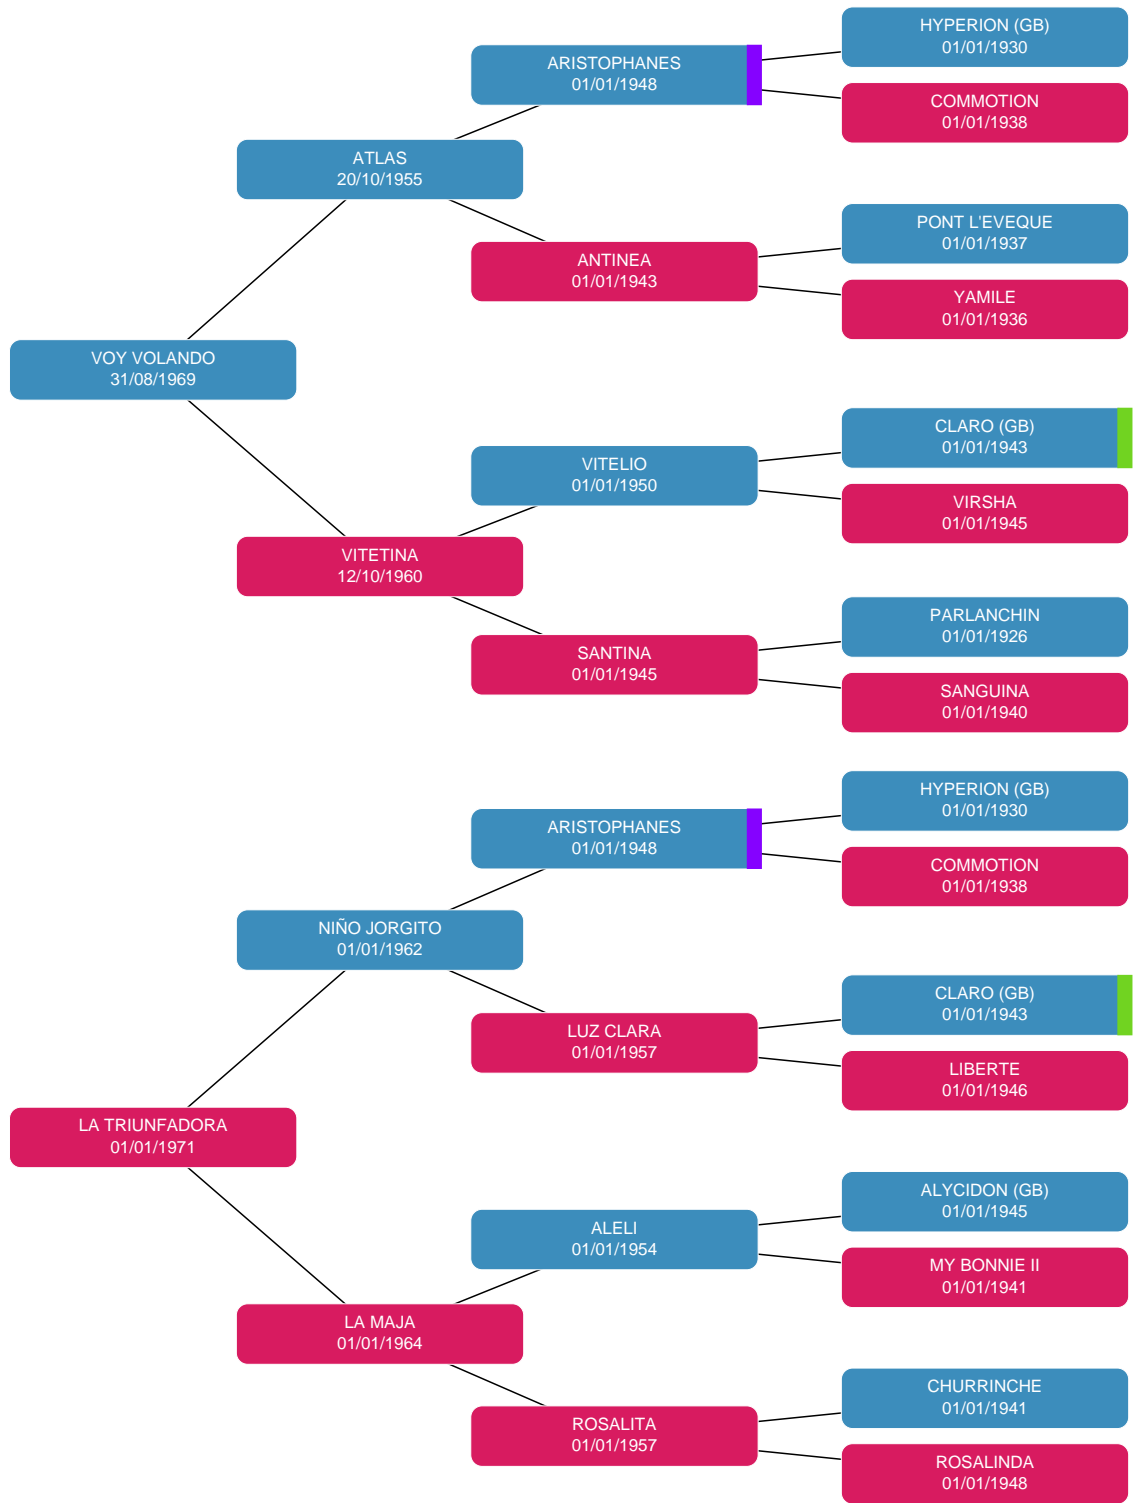 HYPERION (GB)
01/01/1930
ARISTOPHANES
01/01/1948
COMMOTION
01/01/1938
ATLAS
20/10/1955
PONT L'EVEQUE
01/01/1937
ANTINEA
01/01/1943
YAMILE
01/01/1936
VOY VOLANDO
31/08/1969
CLARO (GB)
01/01/1943
VITELIO
01/01/1950
VIRSHA
01/01/1945
VITETINA
12/10/1960
PARLANCHIN
01/01/1926
SANTINA
01/01/1945
SANGUINA
01/01/1940
HYPERION (GB)
01/01/1930
ARISTOPHANES
01/01/1948
COMMOTION
01/01/1938
NIÑO JORGITO
01/01/1962
CLARO (GB)
01/01/1943
LUZ CLARA
01/01/1957
LIBERTE
01/01/1946
LA TRIUNFADORA
01/01/1971
ALYCIDON (GB)
01/01/1945
ALELI
01/01/1954
MY BONNIE II
01/01/1941
LA MAJA
01/01/1964
CHURRINCHE
01/01/1941
ROSALITA
01/01/1957
ROSALINDA
01/01/1948